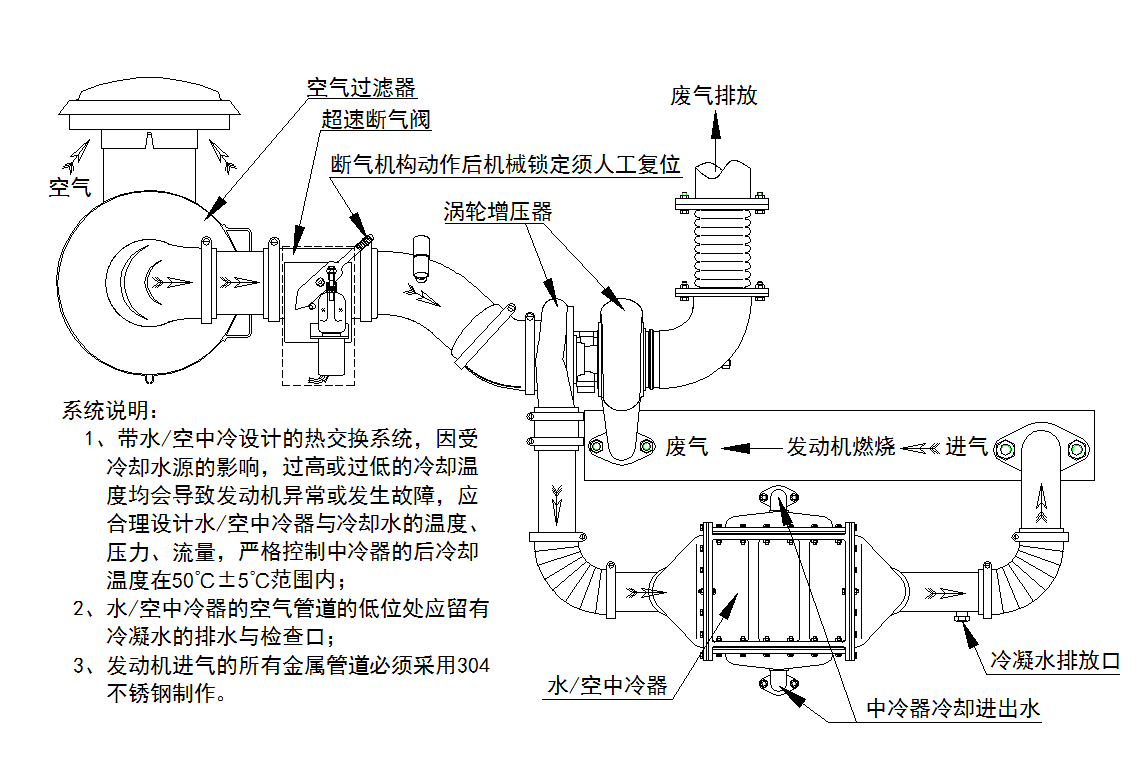 空气过滤器
超速断气阀
废气排放
断气机构动作后机械锁定须人工复位
空气
涡轮增压器
系统说明:
1、带水/空中冷设计的热交换系统,因受
冷却水源的影响,过高或过低的冷却温
度均会导致发动机异常或发生故障,应
合理设计水/空中冷器与冷却水的温度、
压力、流量,严格控制中冷器的后冷却
温度在50℃±5℃范围内;
2、水/空中冷器的空气管道的低位处应留有
冷凝水的排水与检查口;
3、发动机进气的所有金属管道必须采用304
不锈钢制作。
废气
发动机燃烧
进气
冷凝水排放口
水/空中冷器
中冷器冷却进出水